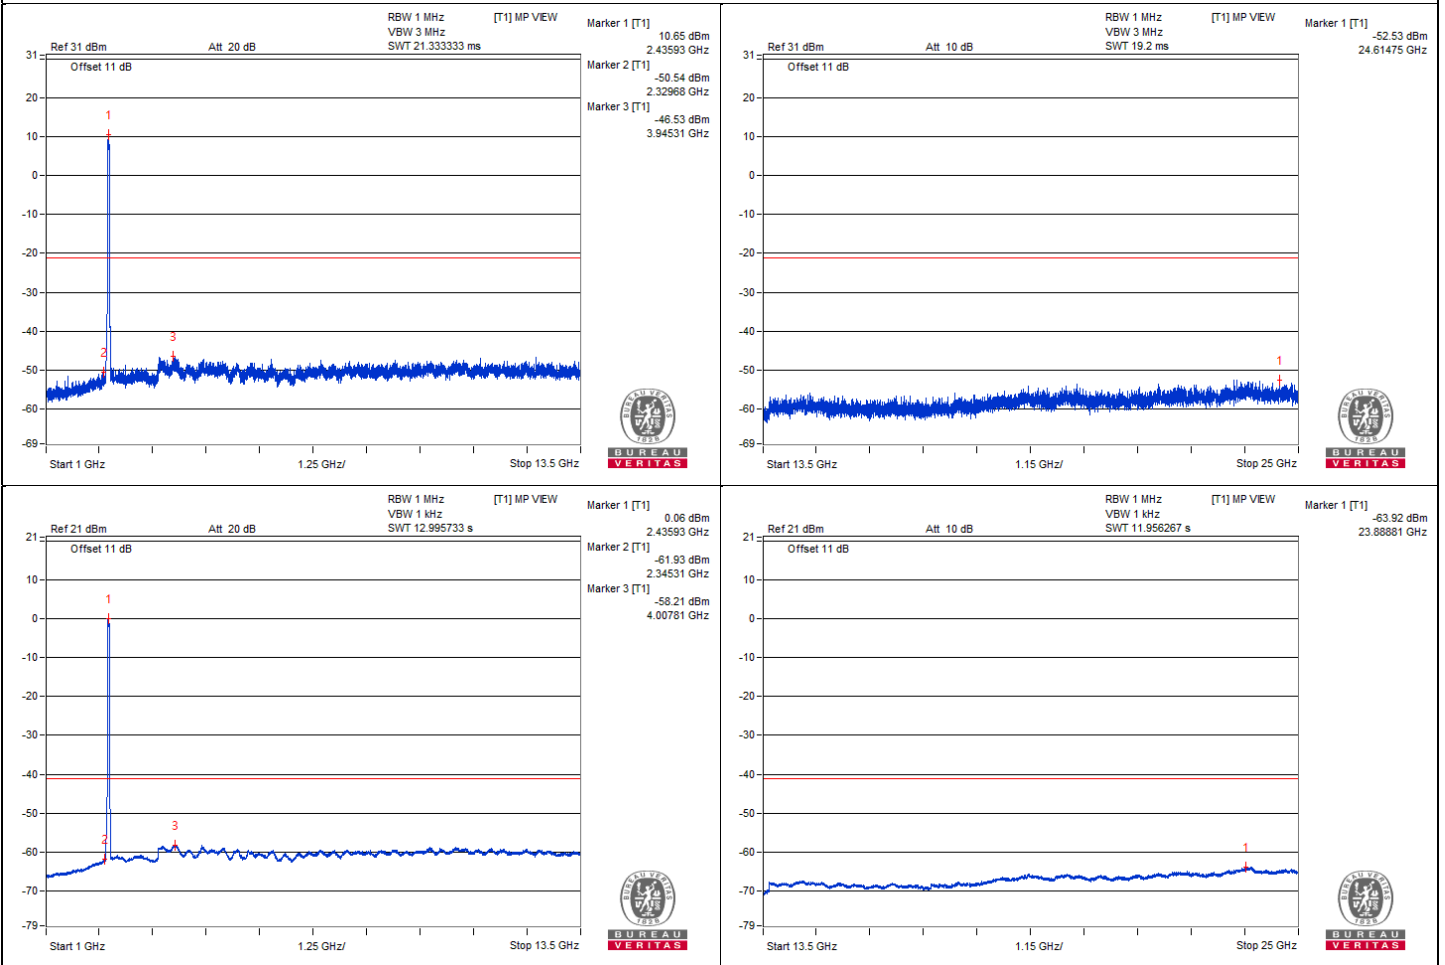 RBW 1 MHz [T1] MP VIEW
VBW 3 MHz
Ref 31 dBm Att 20 dB SWT 21.333333 ms
Offset 11 dB
Marker 1 [T1]
10.65 dBm
2.43593 GHz
Marker 2 [T1]
-50.54 dBm
2.32968 GHz
Marker 3 [T1]
-46.53 dBm
3.94531 GHz
31
20
10
0
-10
-20
-30
-40
-50
-60
-69
1
2
3
Start 1 GHz 1.25 GHz/ Stop 13.5 GHz
BUREAU VERITAS
1828
BUREAU
VERITAS
RBW 1 MHz [T1] MP VIEW
VBW 3 MHz
Ref 31 dBm Att 10 dB SWT 19.2 ms
Offset 11 dB
Marker 1 [T1]
-52.53 dBm
24.61475 GHz
31
20
10
0
-10
-20
-30
-40
-50
-60
-69
1
Start 13.5 GHz 1.15 GHz/ Stop 25 GHz
BUREAU VERITAS
1828
BUREAU
VERITAS
RBW 1 MHz [T1] MP VIEW
VBW 1 kHz
Ref 21 dBm Att 20 dB SWT 12.995733 s
Offset 11 dB
Marker 1 [T1]
0.06 dBm
2.43593 GHz
Marker 2 [T1]
-61.93 dBm
2.34531 GHz
Marker 3 [T1]
-58.21 dBm
4.00781 GHz
21
10
0
-10
-20
-30
-40
-50
-60
-70
-79
1
2
3
Start 1 GHz 1.25 GHz/ Stop 13.5 GHz
BUREAU VERITAS
1828
BUREAU
VERITAS
RBW 1 MHz [T1] MP VIEW
VBW 1 kHz
Ref 21 dBm Att 10 dB SWT 11.956267 s
Offset 11 dB
Marker 1 [T1]
-63.92 dBm
23.88881 GHz
21
10
0
-10
-20
-30
-40
-50
-60
-70
-79
1
Start 13.5 GHz 1.15 GHz/ Stop 25 GHz
BUREAU VERITAS
1828
BUREAU
VERITAS